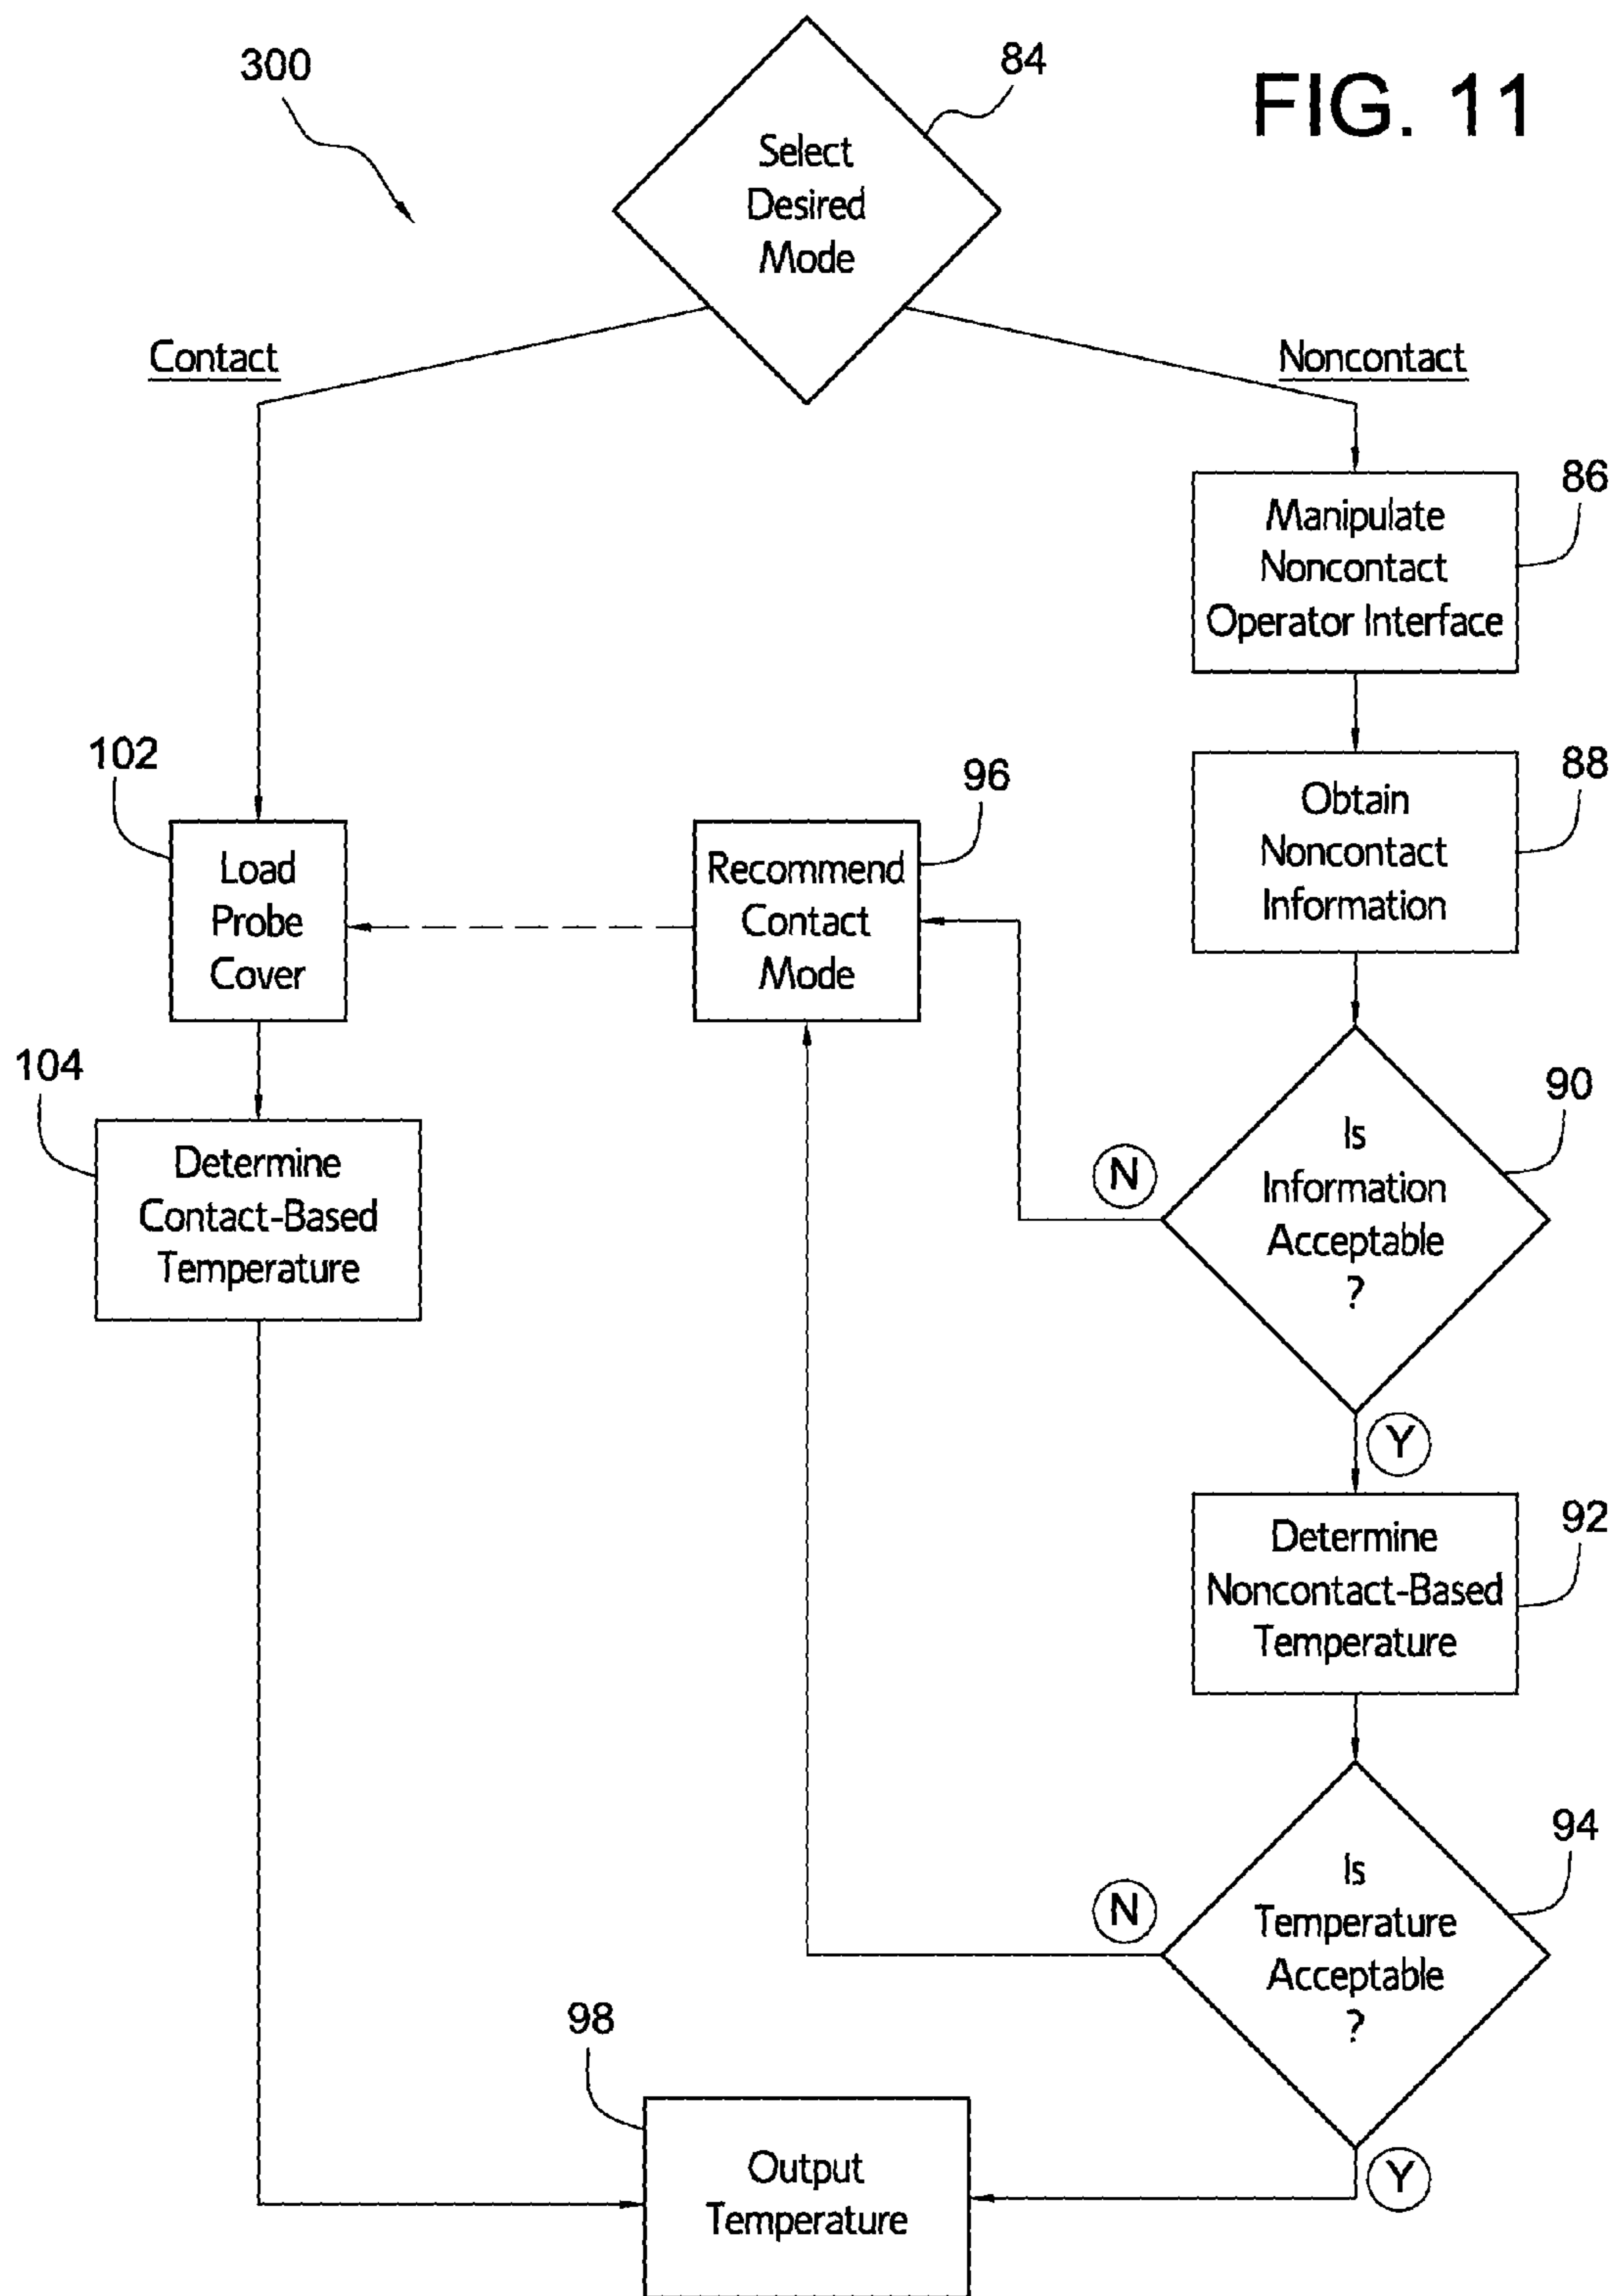 300
84
FIG. 11
Select
Desired
Mode
Contact
Noncontact
86
Manipulate
Noncontact
Operator Interface
88
Obtain
Noncontact
Information
102
Load
Probe
Cover
96
Recommend
Contact
Mode
104
Determine
Contact-Based
Temperature
90
Is
Information
Acceptable
?
N
Y
92
Determine
Noncontact-Based
Temperature
94
Is
Temperature
Acceptable
?
N
Y
98
Output
Temperature